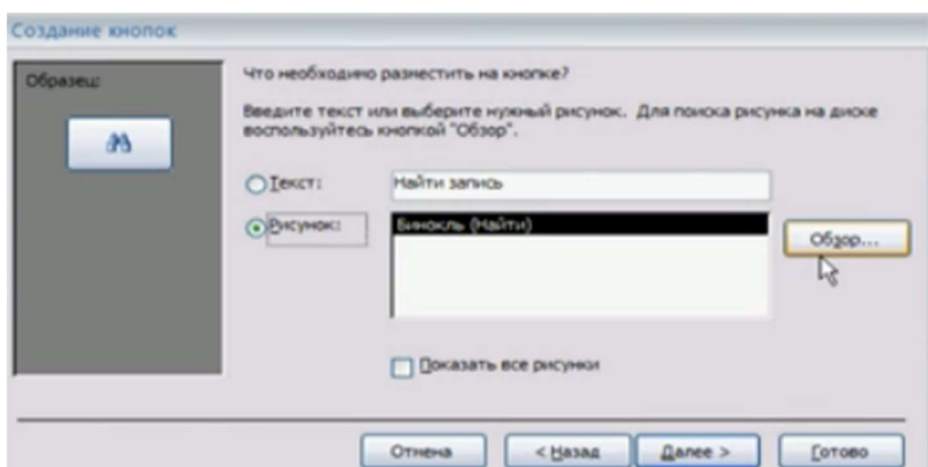 Создание кнопок
Образец:
Что необходимо разместить на кнопке?
Введите текст или выберите нужный рисунок. Для поиска рисунка на диске
воспользуйтесь кнопкой "Обзор".
Текст:
Найти запись
Рисунок:
Бинокль (Найти)
Обзор...
Показать все рисунки
Отмена
< Назад
Далее >
Готово